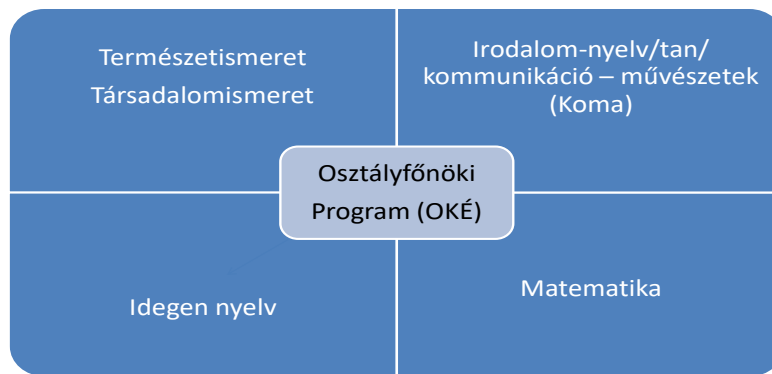 Természetismeret
Társadalomismeret
Irodalom-nyelv/tan/
kommunikáció – művészetek
(Koma)
Osztályfőnöki
Program (OKÉ)
Idegen nyelv
Matematika